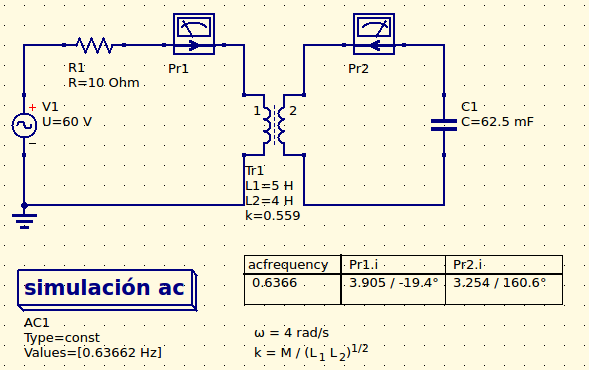 R1
R=10 Ohm
Pr1
Pr2
+
V1
U=60 V
−
1
2
C1
C=62.5 mF
Tr1
L1=5 H
L2=4 H
k=0.559
acfrequency Pr1.i Pr2.i
0.6366 3.905 / -19.4° 3.254 / 160.6°
simulación ac
AC1
Type=const
Values=[0.63662 Hz]
ω = 4 rad/s
k = M / (L₁ L₂)^1/2